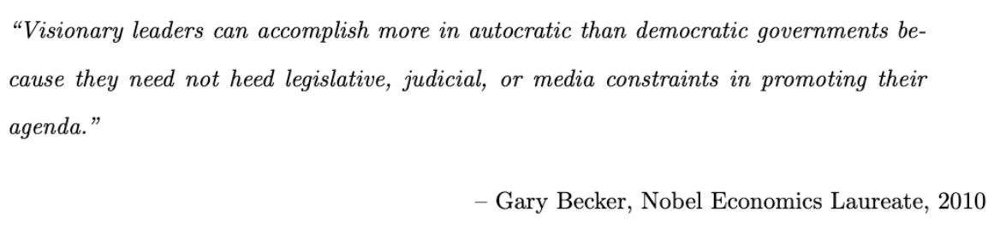 “Visionary leaders can accomplish more in autocratic than democratic governments be-
cause they need not heed legislative, judicial, or media constraints in promoting their
agenda.”
– Gary Becker, Nobel Economics Laureate, 2010